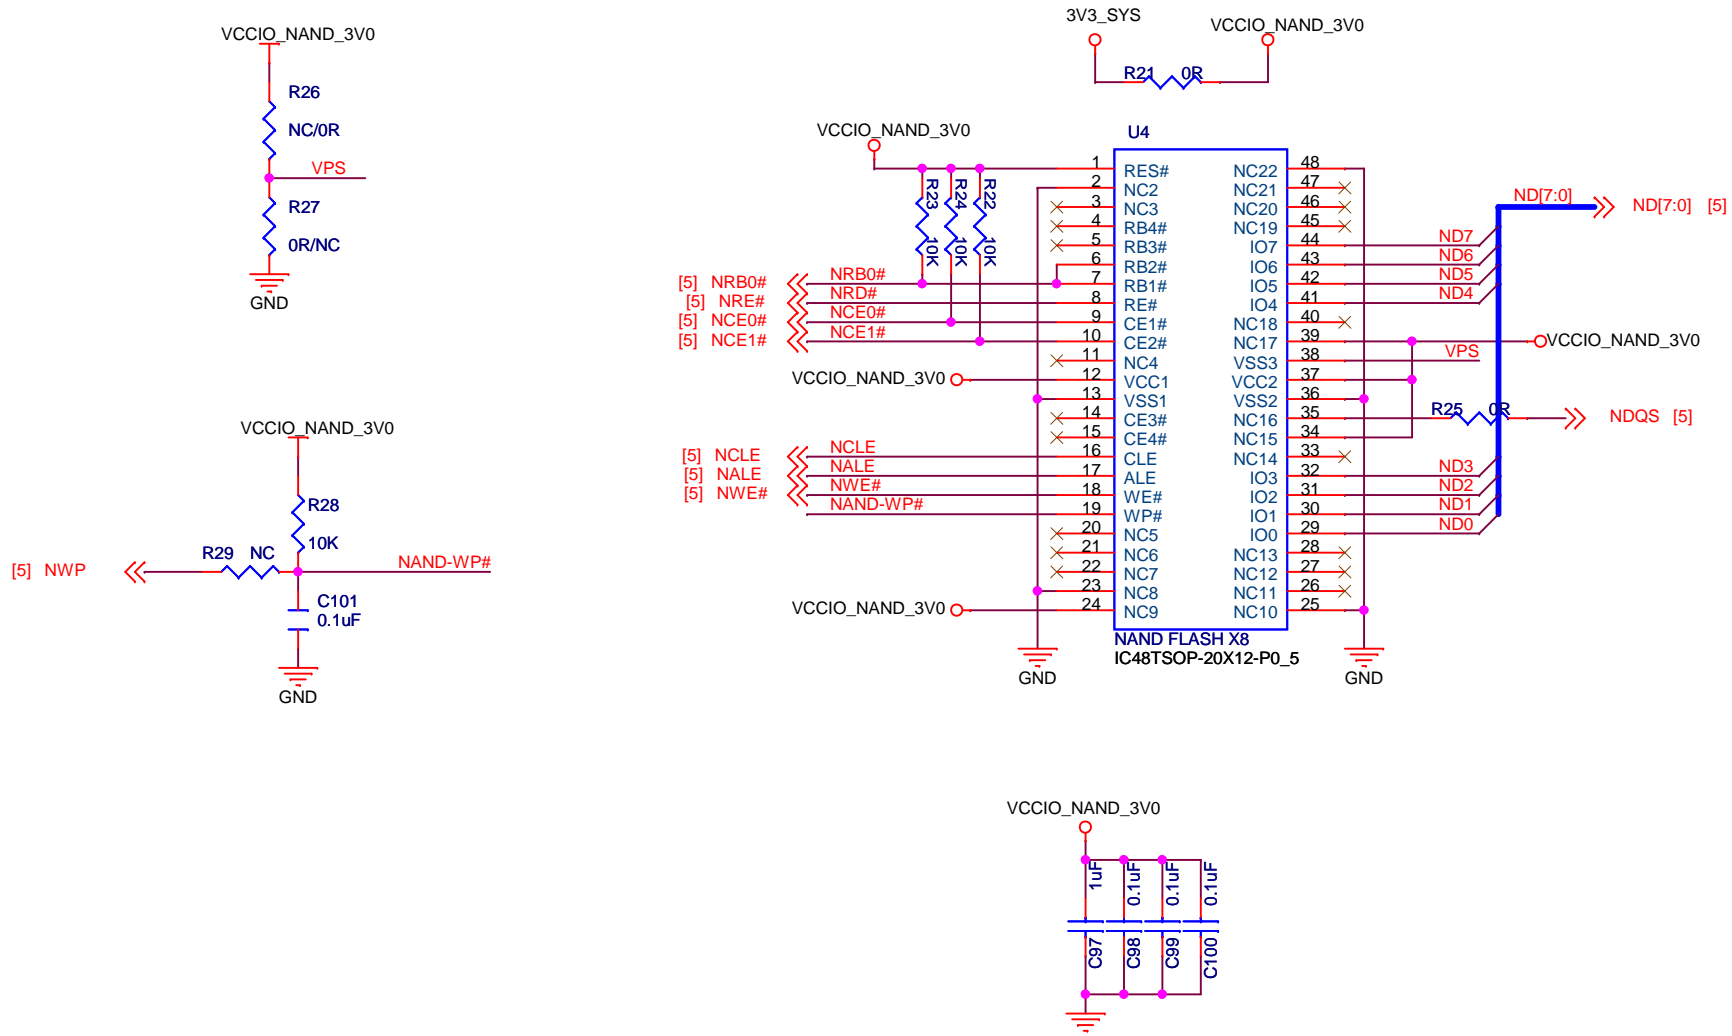 VCCIO_NAND_3V0
R26
NC/0R
VPS
R27
0R/NC
GND
VCCIO_NAND_3V0
R28
10K
R29 NC
[5] NWP
NAND-WP#
C101
0.1uF
GND
3V3_SYS
VCCIO_NAND_3V0
R21 0R
VCCIO_NAND_3V0
U4
R23 10K
R24 10K
R22 10K
1 RES# NC22 48
2 NC2 NC21 47
3 NC3 NC20 46
4 RB4# NC19 45
5 RB3# IO7 44 ND7
6 RB2# IO6 43 ND6
[5] NRB0# NRB0# 7 RB1# IO5 42 ND5
[5] NRE# NRD# 8 RE# IO4 41 ND4
[5] NCE0# NCE0# 9 CE1# NC18 40
[5] NCE1# NCE1# 10 CE2# NC17 39 VCCIO_NAND_3V0
11 NC4 VSS3 38 VPS
VCCIO_NAND_3V0 12 VCC1 VCC2 37
13 VSS1 VSS2 36
14 CE3# NC16 35 R25 0R NDQS [5]
15 CE4# NC15 34
[5] NCLE NCLE 16 CLE NC14 33
[5] NALE NALE 17 ALE IO3 32 ND3
[5] NWE# NWE# 18 WE# IO2 31 ND2
NAND-WP# 19 WP# IO1 30 ND1
20 NC5 IO0 29 ND0
21 NC6 NC13 28
22 NC7 NC12 27
23 NC8 NC11 26
VCCIO_NAND_3V0 24 NC9 NC10 25
ND[7:0] ND[7:0] [5]
NAND FLASH X8
IC48TSOP-20X12-P0_5
GND
GND
VCCIO_NAND_3V0
1uF
0.1uF
0.1uF
0.1uF
C97
C98
C99
C100